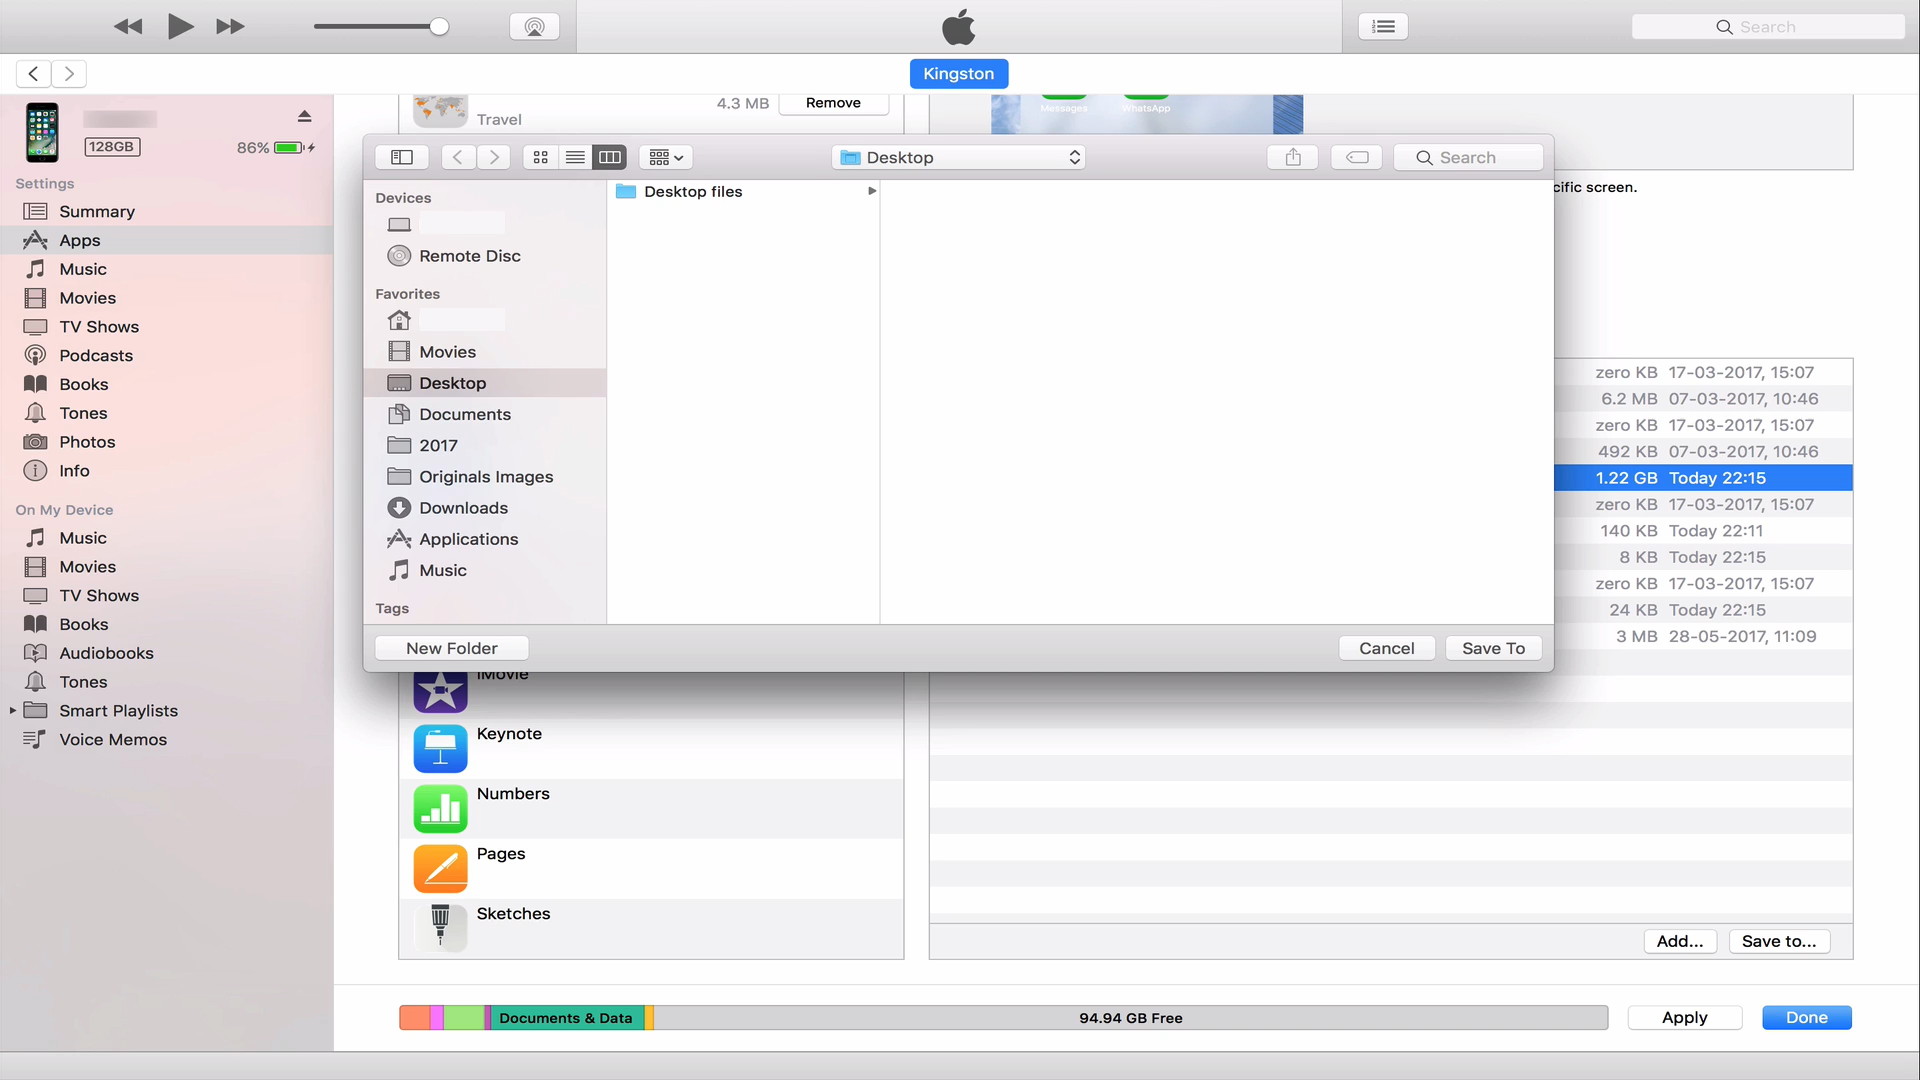 Search
Kingston
128GB
86%
Settings
Summary
Apps
Music
Movies
TV Shows
Podcasts
Books
Tones
Photos
Info
On My Device
Music
Movies
TV Shows
Books
Audiobooks
Tones
Smart Playlists
Voice Memos
4.3 MB Remove
Travel
Messages WhatsApp
Desktop
Search
Devices
Remote Disc
Favorites
Movies
Desktop
Documents
2017
Originals Images
Downloads
Applications
Music
Tags
Desktop files
New Folder
Cancel
Save To
cific screen.
zero KB 17-03-2017, 15:07
6.2 MB 07-03-2017, 10:46
zero KB 17-03-2017, 15:07
492 KB 07-03-2017, 10:46
1.22 GB Today 22:15
zero KB 17-03-2017, 15:07
140 KB Today 22:11
8 KB Today 22:15
zero KB 17-03-2017, 15:07
24 KB Today 22:15
3 MB 28-05-2017, 11:09
iMovie
Keynote
Numbers
Pages
Sketches
Add...
Save to...
Documents & Data
94.94 GB Free
Apply
Done